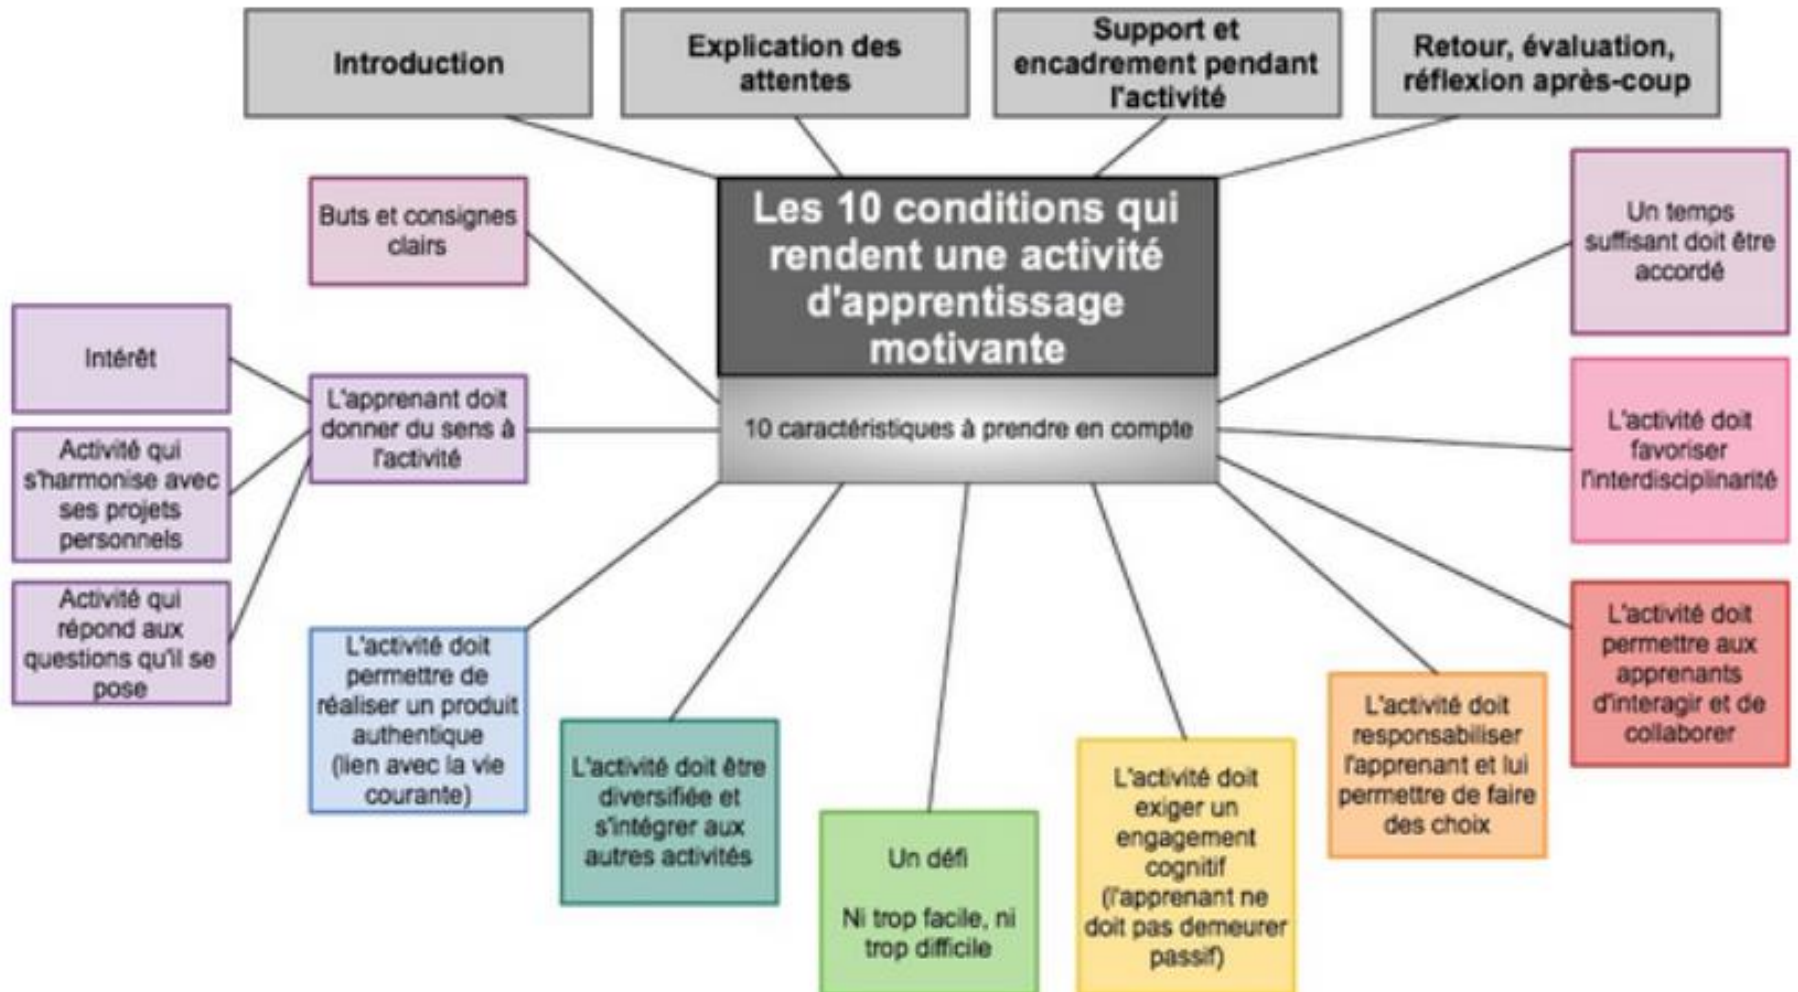 Introduction
Explication des
attentes
Support et
encadrement pendant
l'activité
Retour, évaluation,
réflexion après-coup
Les 10 conditions qui
rendent une activité
d'apprentissage
motivante
10 caractéristiques à prendre en compte
Buts et consignes
clairs
L'apprenant doit
donner du sens à
l'activité
Intérêt
Activité qui
s'harmonise avec
ses projets
personnels
Activité qui
répond aux
questions qu'il se
pose
L'activité doit
permettre de
réaliser un produit
authentique
(lien avec la vie
courante)
L'activité doit être
diversifiée et
s'intégrer aux
autres activités
Un défi
Ni trop facile, ni
trop difficile
L'activité doit
exiger un
engagement
cognitif
(l'apprenant ne
doit pas demeurer
passif)
L'activité doit
responsabiliser
l'apprenant et lui
permettre de faire
des choix
L'activité doit
permettre aux
apprenants
d'interagir et de
collaborer
L'activité doit
favoriser
l'interdisciplinarité
Un temps
suffisant doit être
accordé